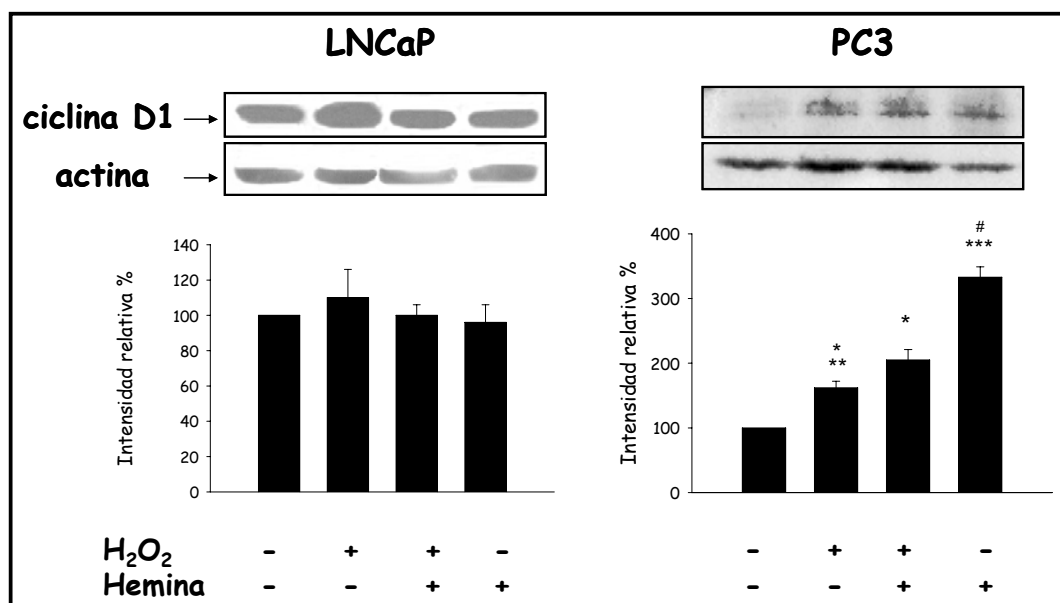 LNCaP
PC3
ciclina D1
actina
Intensidad relativa %
140
120
100
80
60
40
20
0
Intensidad relativa %
400
300
200
100
0
*
**
*
#
***
H₂O₂ - + + - - + + -
Hemina - - + + - - + +